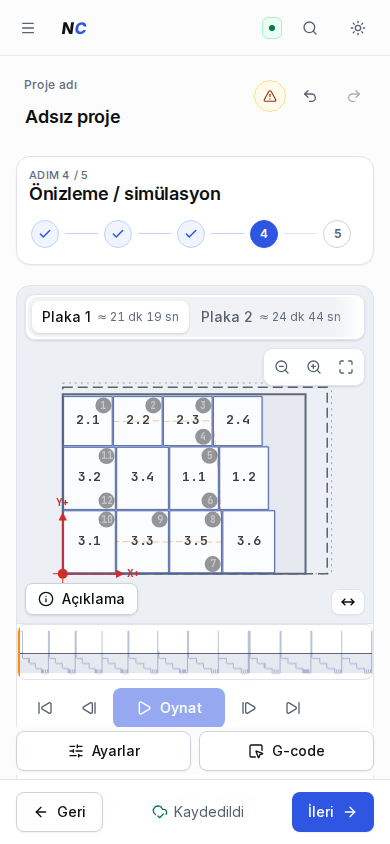 NC
Proje adı
Adsız proje
ADIM 4 / 5
Önizleme / simülasyon
4
5
Plaka 1 ≈ 21 dk 19 sn
Plaka 2 ≈ 24 dk 44 sn
1 2 3
2.1 2.2 2.3 2.4
4
11 5
3.2 3.4 1.1 1.2
12 6
Y+
10 9 8
3.1 3.3 3.5 3.6
7
X+
Açıklama
Oynat
Ayarlar
G-code
Geri
Kaydedildi
İleri